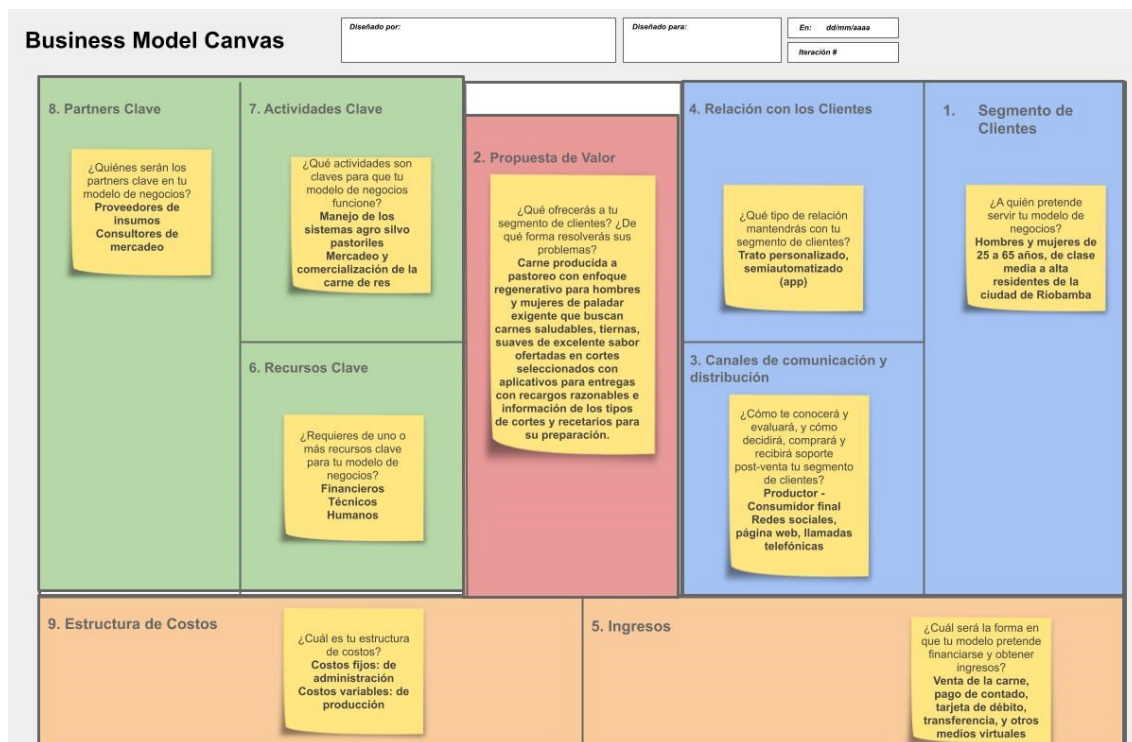 Business Model Canvas
Diseñado por:
Diseñado para:
En: dd/mm/aaaa
Iteración #
8. Partners Clave
¿Quiénes serán los
partners clave en tu
modelo de negocios?
Proveedores de
insumos
Consultores de
mercadeo
7. Actividades Clave
¿Qué actividades son
claves para que tu
modelo de negocios
funcione?
Manejo de los
sistemas agro silvo
pastoriles
Mercadeo y
comercialización de la
carne de res
6. Recursos Clave
¿Requieres de uno o
más recursos clave
para tu modelo de
negocios?
Financieros
Técnicos
Humanos
2. Propuesta de Valor
¿Qué ofrecerás a tu
segmento de clientes? ¿De
qué forma resolverás sus
problemas?
Carne producida a
pastoreo con enfoque
regenerativo para hombres
y mujeres de paladar
exigente que buscan
carnes saludables, tiernas,
suaves de excelente sabor
ofertadas en cortes
seleccionados con
aplicativos para entregas
con recargos razonables e
información de los tipos
de cortes y recetarios para
su preparación.
4. Relación con los Clientes
¿Qué tipo de relación
mantendrás con tu
segmento de clientes?
Trato personalizado,
semiautomatizado
(app)
3. Canales de comunicación y
distribución
¿Cómo te conocerá y
evaluará, y cómo
decidirá, comprará y
recibirá soporte
post-venta tu segmento
de clientes?
Productor -
Consumidor final
Redes sociales,
página web, llamadas
telefónicas
1. Segmento de
Clientes
¿A quién pretende
servir tu modelo de
negocios?
Hombres y mujeres de
25 a 65 años, de clase
media a alta
residentes de la
ciudad de Riobamba
9. Estructura de Costos
¿Cuál es tu estructura
de costos?
Costos fijos: de
administración
Costos variables: de
producción
5. Ingresos
¿Cuál será la forma en
que tu modelo pretende
financiarse y obtener
ingresos?
Venta de la carne,
pago de contado,
tarjeta de débito,
transferencia, y otros
medios virtuales